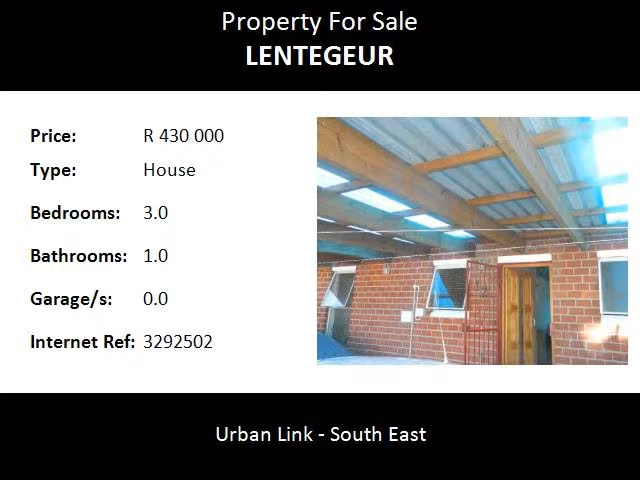 Property For Sale
LENTEGEUR
Price: R 430 000
Type: House
Bedrooms: 3.0
Bathrooms: 1.0
Garage/s: 0.0
Internet Ref: 3292502
Urban Link - South East